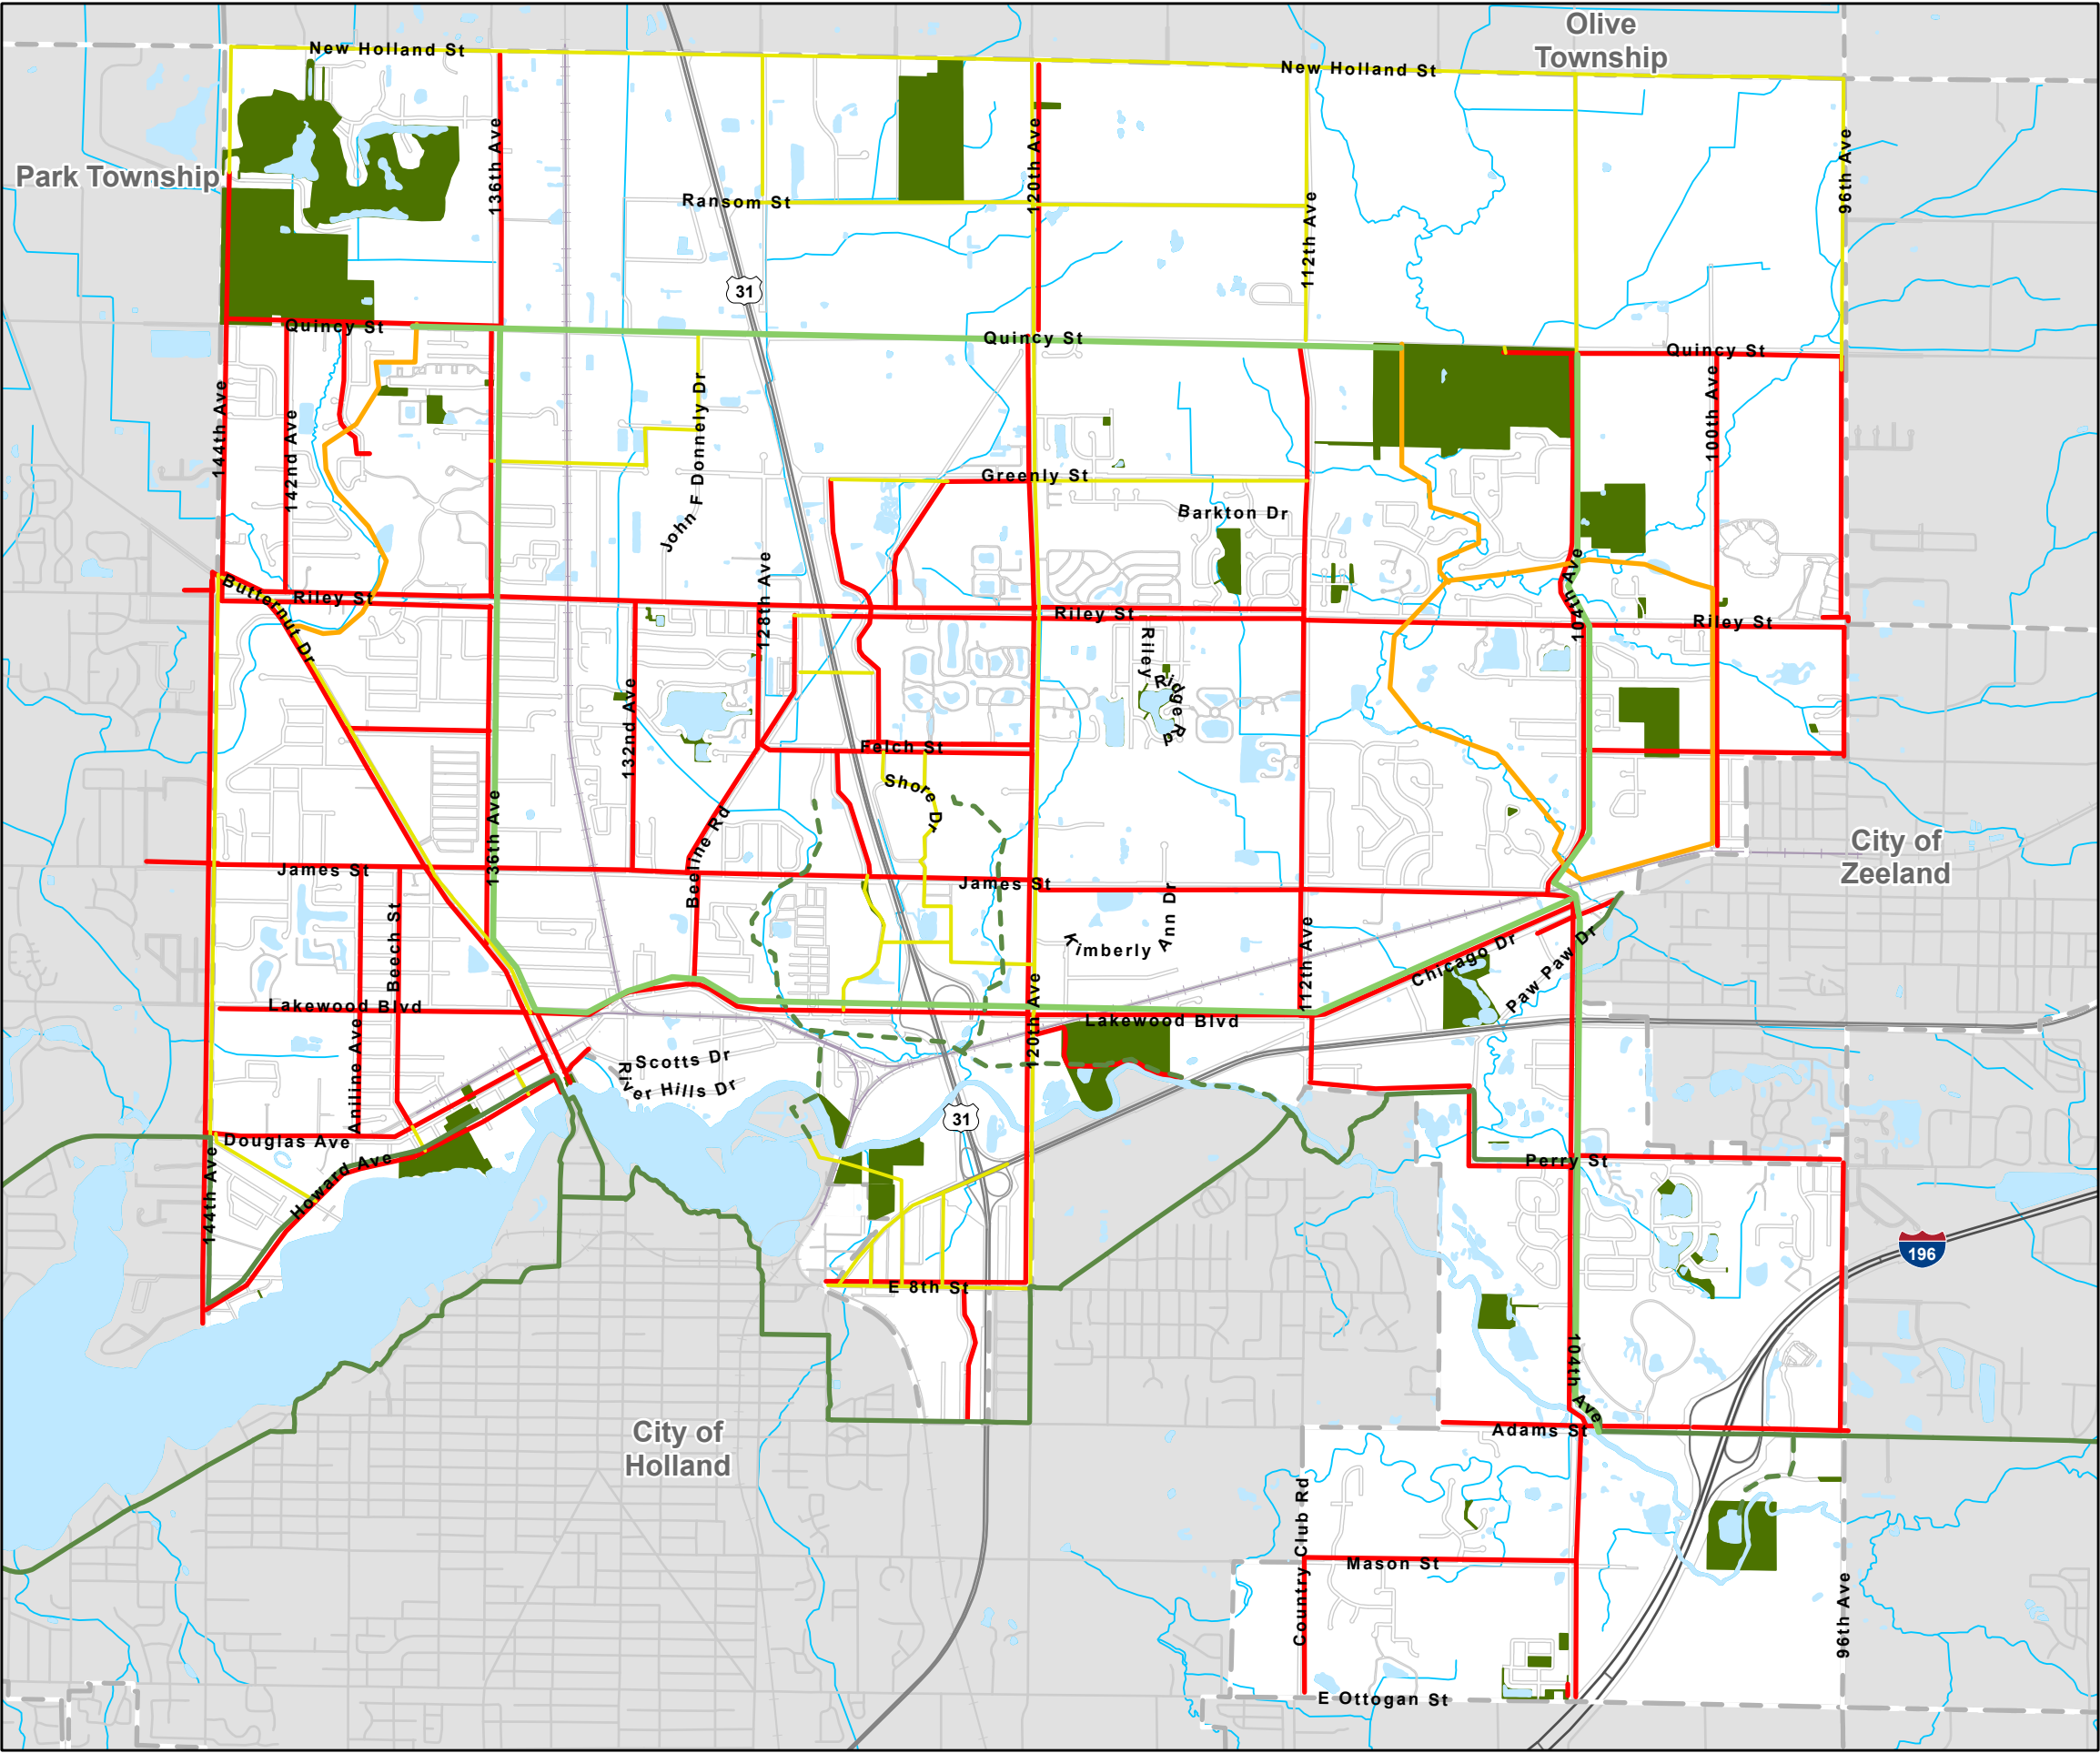 Olive
Township
New Holland St
New Holland St
Park Township
136th Ave
120th Ave
96th Ave
Ransom St
112th Ave
31
Quincy St
Quincy St
Quincy St
144th Ave
142nd Ave
John F Donnely Dr
100th Ave
Greenly St
Barkton Dr
128th Ave
104th Ave
Butternut Dr
Riley St
Riley St
Riley St
Riley Ridge Rd
132nd Ave
Felch St
Shore Dr
136th Ave
Beeline Rd
City of
Zeeland
James St
James St
Beech St
Kimberly Ann Dr
112th Ave
Chicago Dr
Paw Paw Dr
Lakewood Blvd
Lakewood Blvd
120th Ave
Aniline Ave
Scotts Dr
River Hills Dr
31
Douglas Ave
Howard Ave
144th Ave
Perry St
196
E 8th St
104th Ave
City of
Holland
Adams St
Country Club Rd
Mason St
96th Ave
E Ottogan St